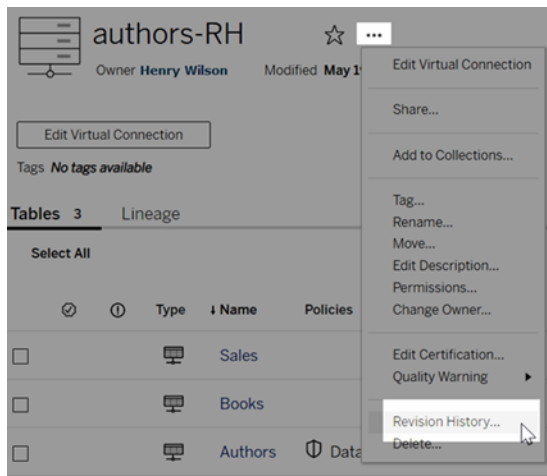 authors-RH
Owner Henry Wilson Modified May 1
Edit Virtual Connection
Tags No tags available
Tables 3 Lineage
Select All
Type ↓ Name Policies
Sales
Books
Authors Data
...
Edit Virtual Connection
Share...
Add to Collections...
Tag...
Rename...
Move...
Edit Description...
Permissions...
Change Owner...
Edit Certification...
Quality Warning
Revision History...
Delete...